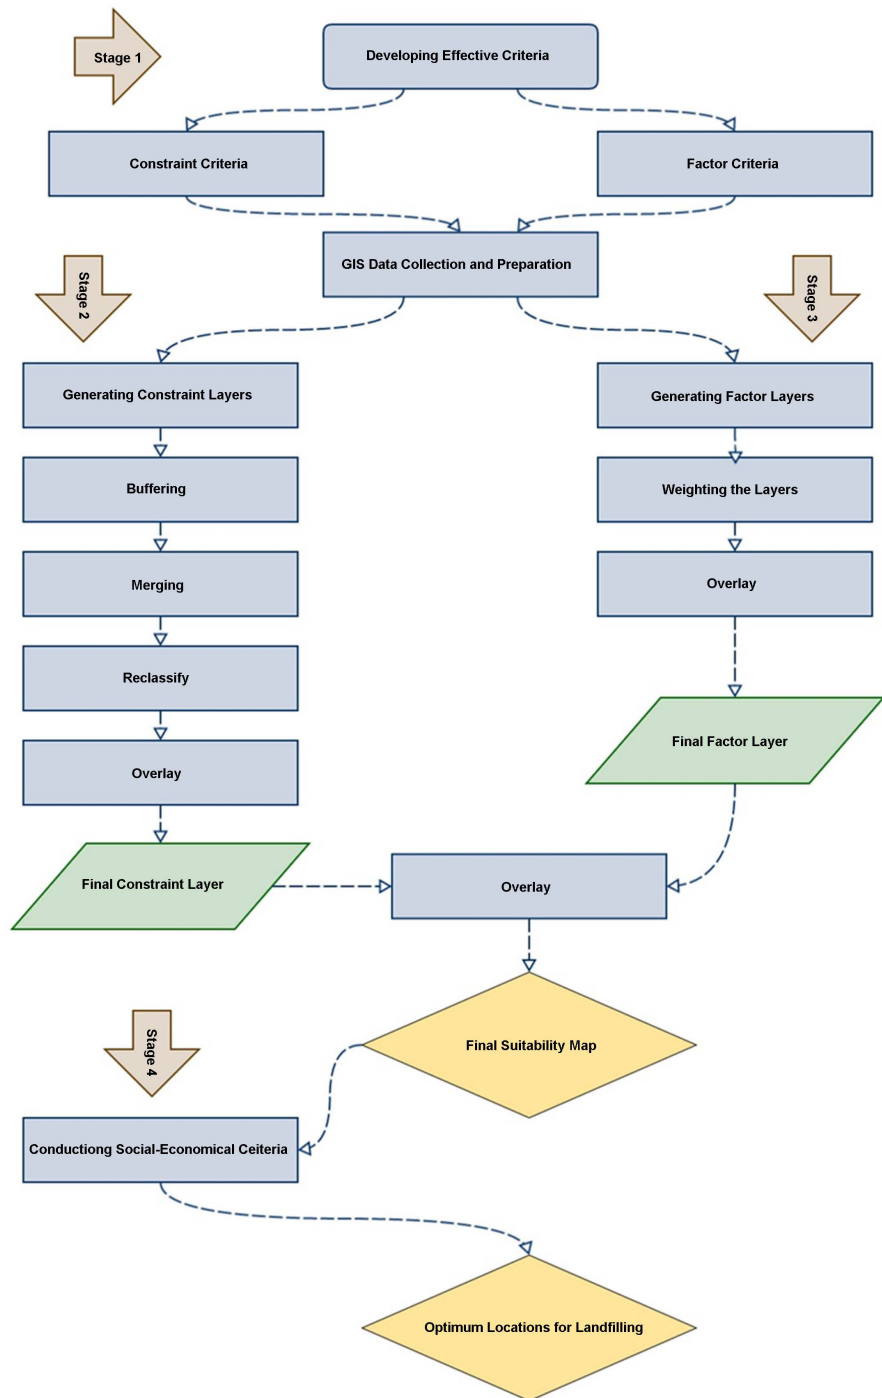 Stage 1
Developing Effective Criteria
Constraint Criteria
Factor Criteria
GIS Data Collection and Preparation
Stage 2
Stage 3
Generating Constraint Layers
Generating Factor Layers
Buffering
Weighting the Layers
Merging
Overlay
Reclassify
Final Factor Layer
Overlay
Final Constraint Layer
Overlay
Final Suitability Map
Stage 4
Conductiong Social-Economical Ceiteria
Optimum Locations for Landfilling